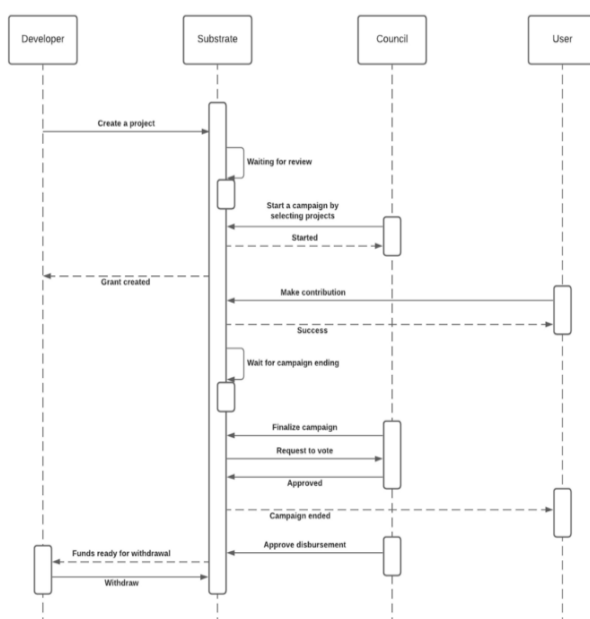 Developer
Substrate
Council
User
Create a project
Waiting for review
Start a campaign by
selecting projects
Started
Grant created
Make contribution
Success
Wait for campaign ending
Finalize campaign
Request to vote
Approved
Campaign ended
Approve disbursement
Funds ready for withdrawal
Withdraw